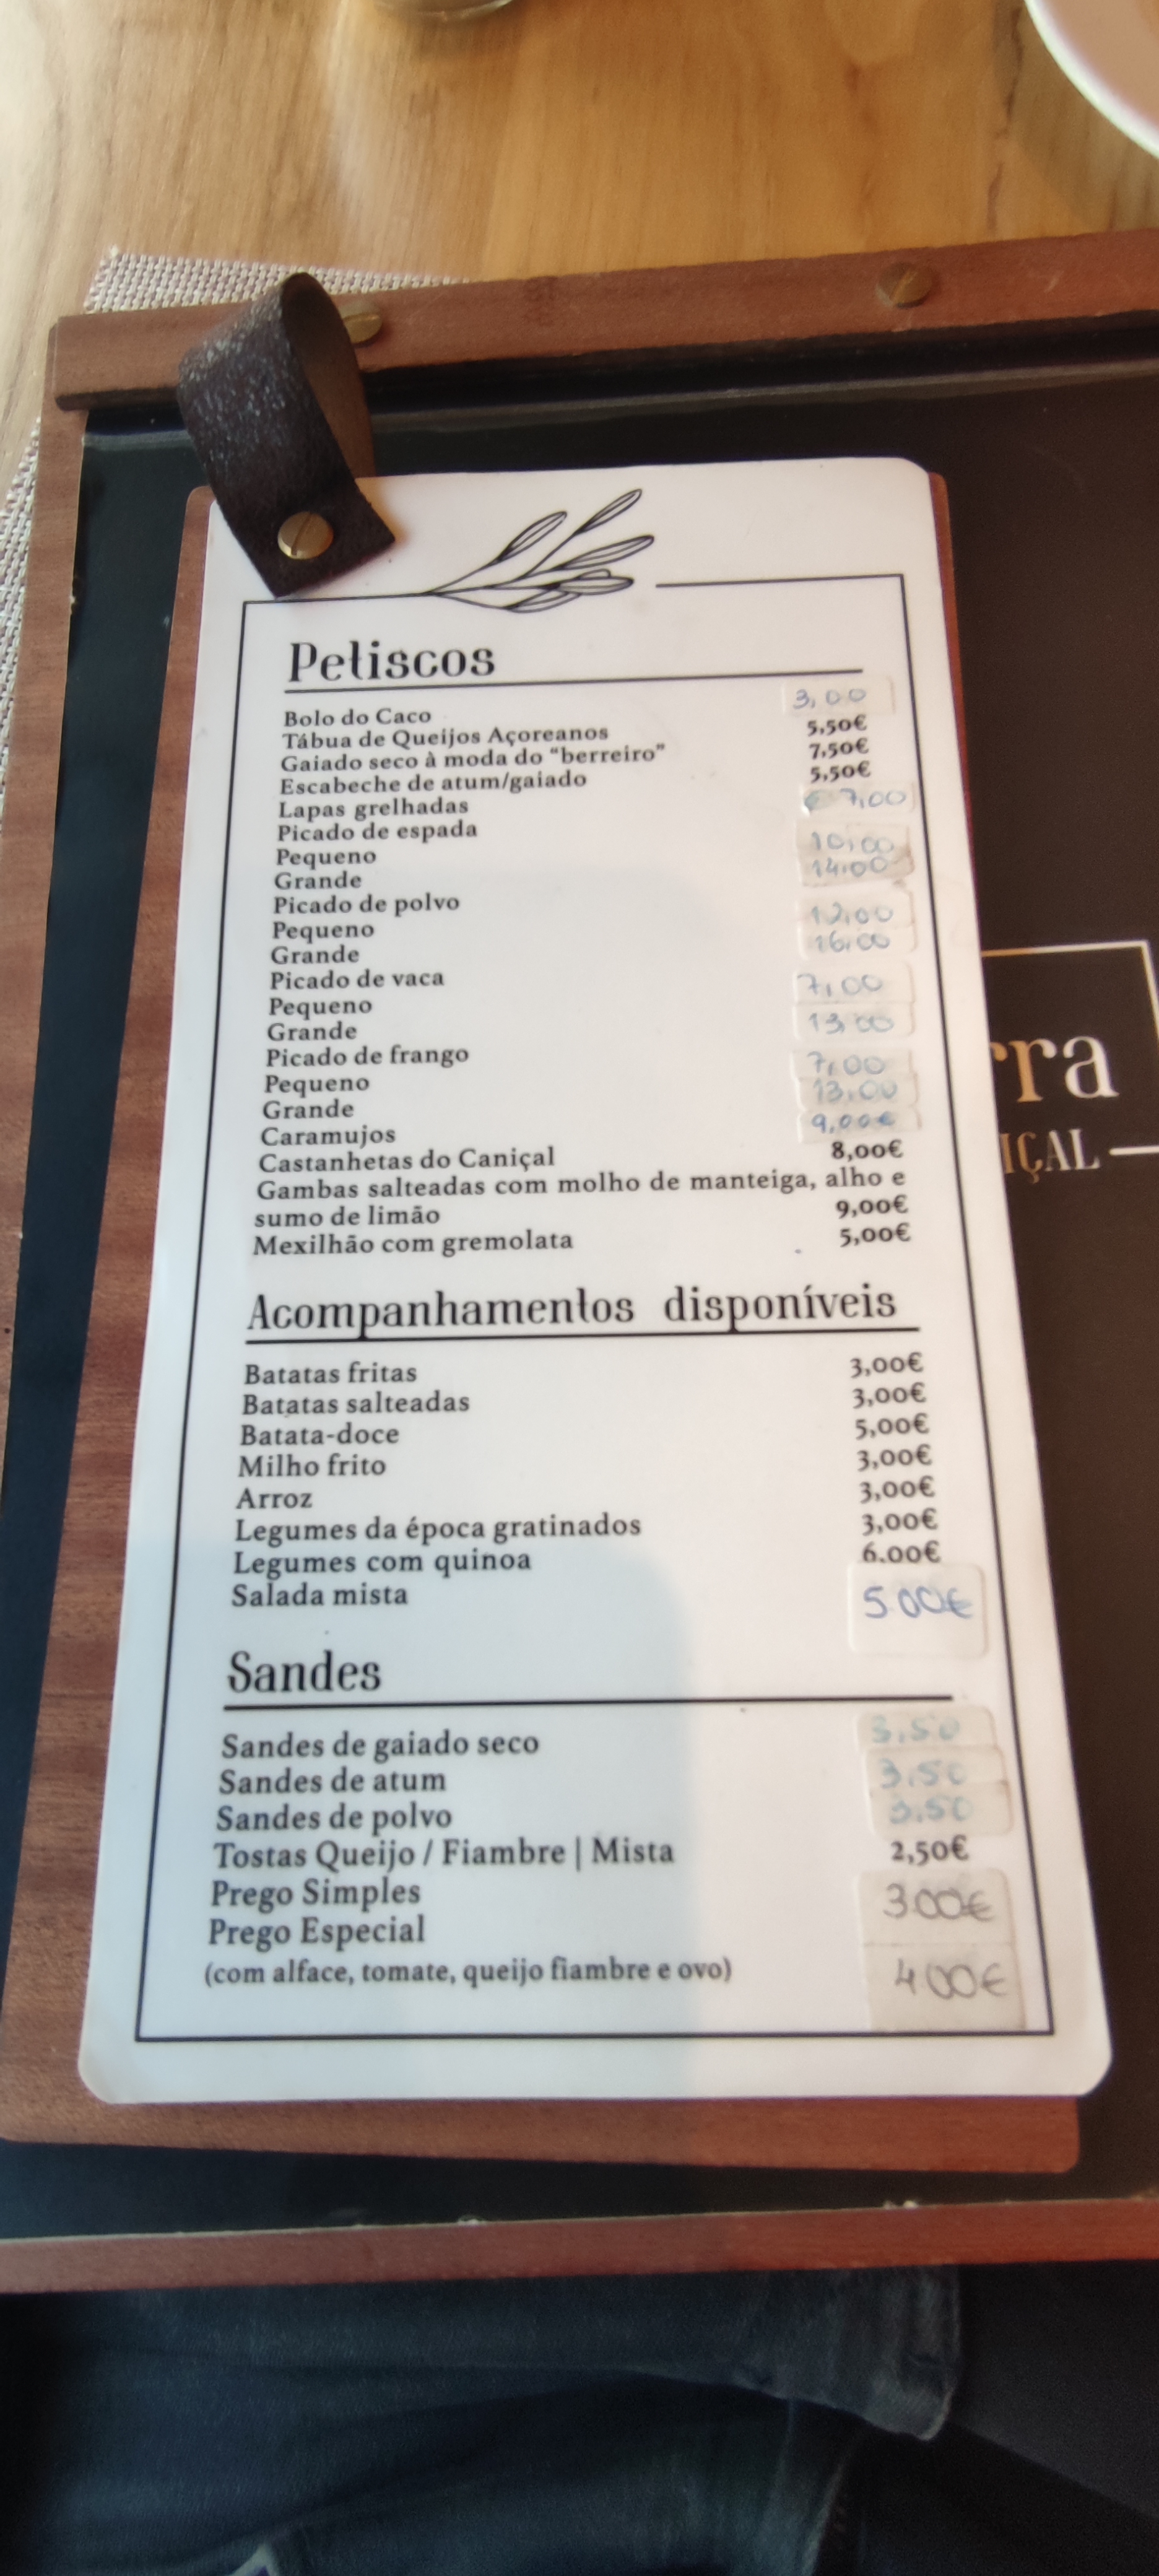 Petiscos
Bolo do Caco 3,00
Tábua de Queijos Açoreanos 5,50€
Gaiado seco à moda do "berreiro" 7,50€
Escabeche de atum/gaiado 5,50€
Lapas grelhadas 7,00
Picado de espada
Pequeno 10,00
Grande 14,00
Picado de polvo
Pequeno 12,00
Grande 16,00
Picado de vaca
Pequeno 7,00
Grande 13,00
Picado de frango
Pequeno 7,00
Grande 13,00
Caramujos 9,00€
Castanhetas do Caniçal 8,00€
Gambas salteadas com molho de manteiga, alho e
sumo de limão 9,00€
Mexilhão com gremolata 5,00€
Acompanhamentos disponíveis
Batatas fritas 3,00€
Batatas salteadas 3,00€
Batata-doce 5,00€
Milho frito 3,00€
Arroz 3,00€
Legumes da época gratinados 3,00€
Legumes com quinoa 6.00€
Salada mista 5.00€
Sandes
Sandes de gaiado seco 3.50
Sandes de atum 3.50
Sandes de polvo 3.50
Tostas Queijo / Fiambre | Mista 2,50€
Prego Simples 3.00€
Prego Especial
(com alface, tomate, queijo fiambre e ovo) 4.00€
rra
IÇAL